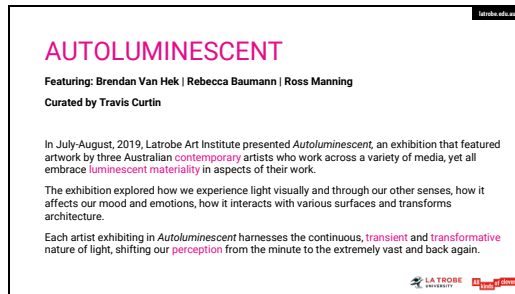 latrobe.edu.au
AUTOLUMINESCENT
Featuring: Brendan Van Hek | Rebecca Baumann | Ross Manning
Curated by Travis Curtin
In July-August, 2019, Latrobe Art Institute presented Autoluminescent, an exhibition that featured
artwork by three Australian contemporary artists who work across a variety of media, yet all
embrace luminescent materiality in aspects of their work.
The exhibition explored how we experience light visually and through our other senses, how it
affects our mood and emotions, how it interacts with various surfaces and transforms
architecture.
Each artist exhibiting in Autoluminescent harnesses the continuous, transient and transformative
nature of light, shifting our perception from the minute to the extremely vast and back again.
LA TROBE
UNIVERSITY
All
kinds of clever